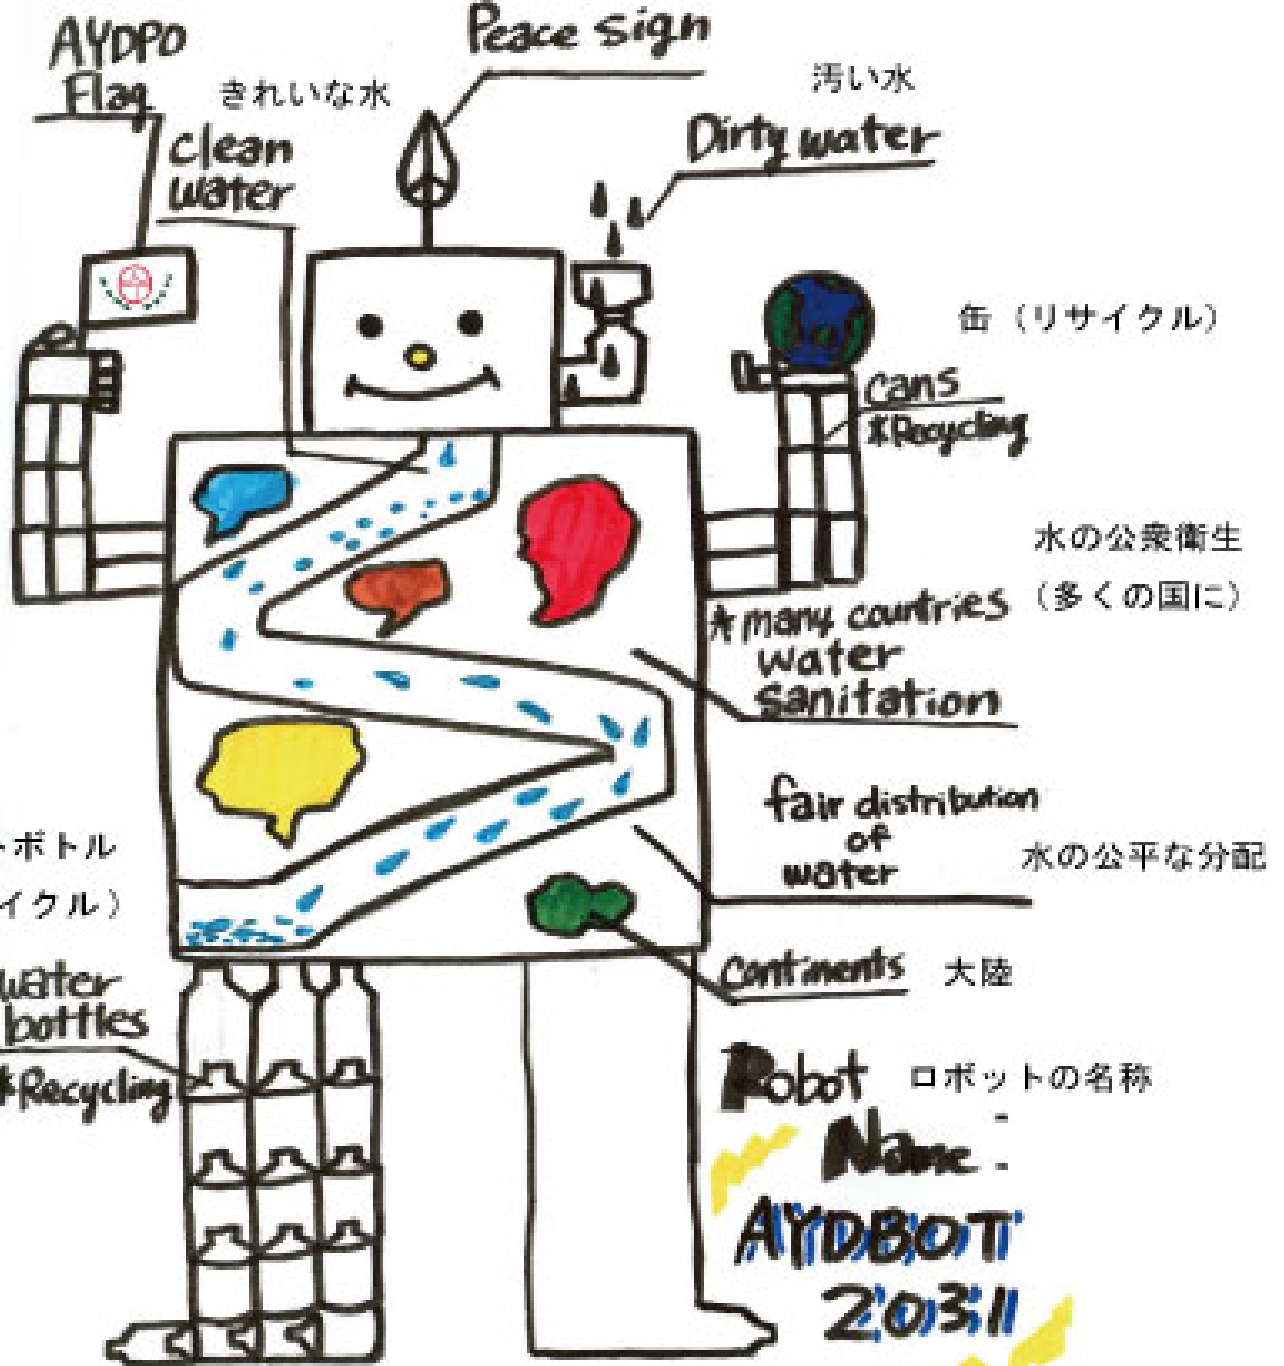 AYDPO
Flag
Peace sign
きれいな水
汚い水
clean
water
Dirty water
缶（リサイクル）
cans
*Recycling
水の公衆衛生
（多くの国に）
*many countries
water
sanitation
fair distribution
of
water
水の公平な分配
トボトル
イクル）
continents
大陸
water
bottles
*Recycling
Robot
ロボットの名称
Name:
AYDBOT
2031